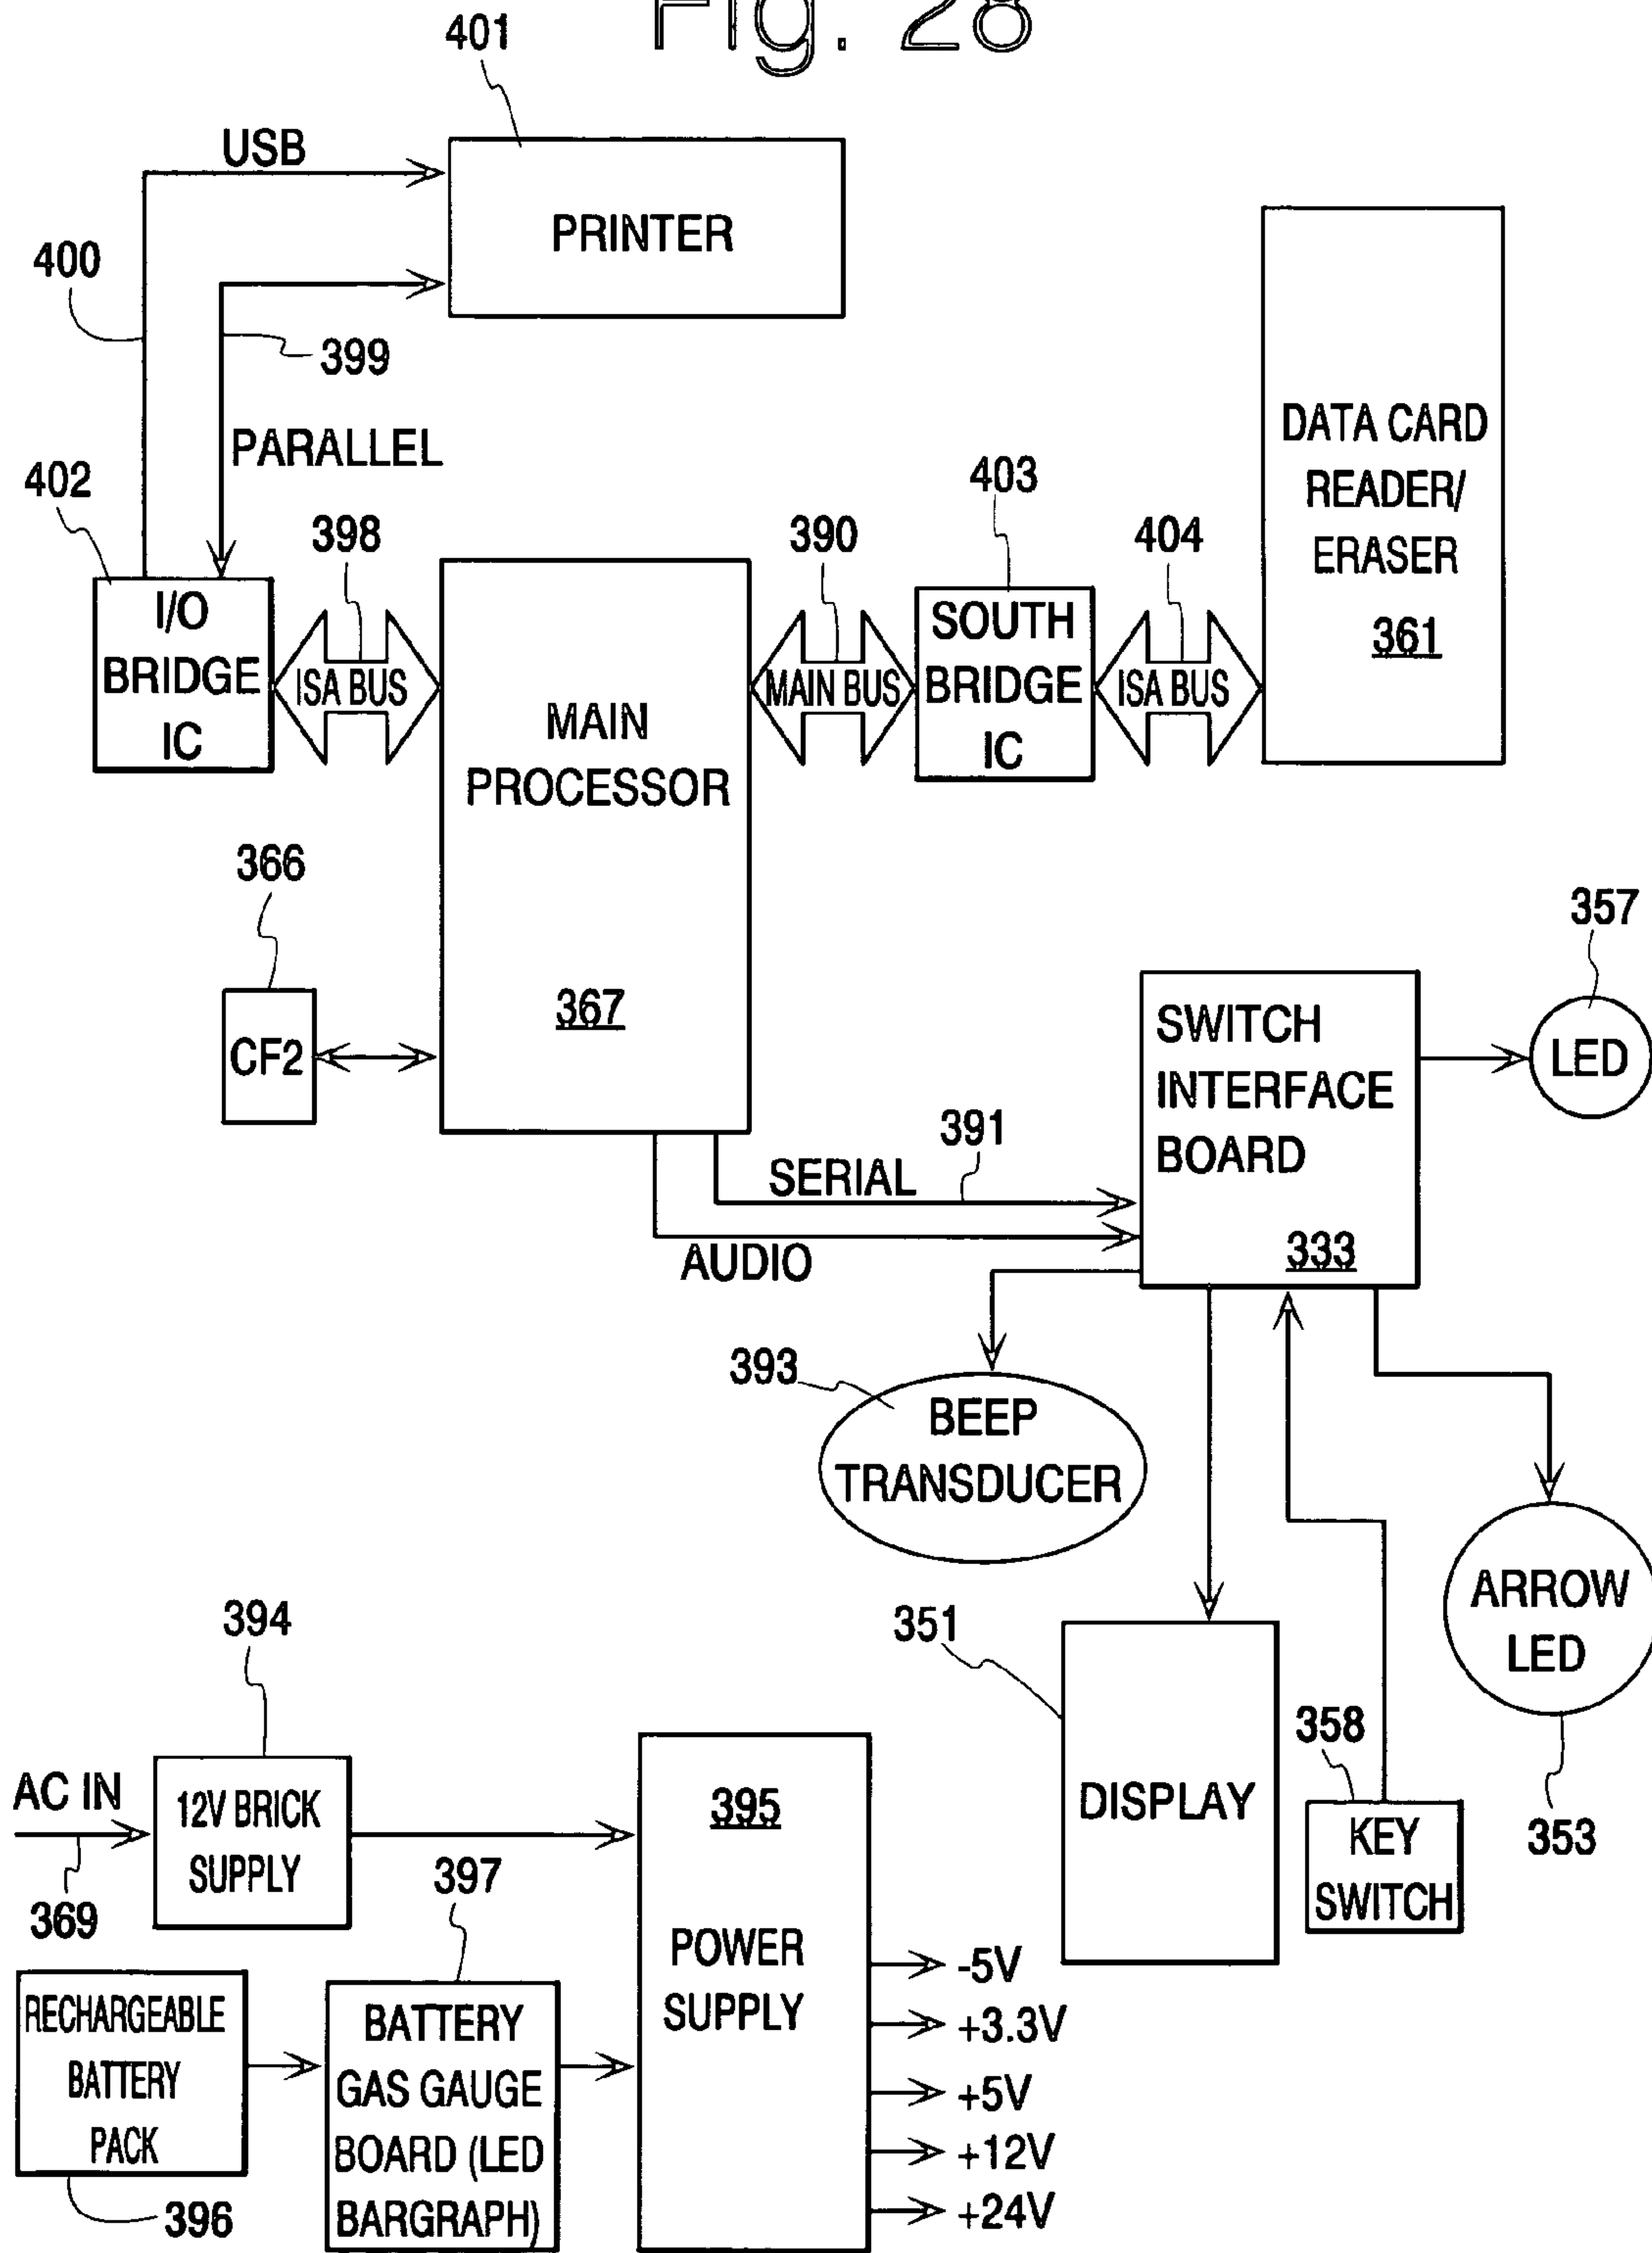 Fig. 28
401
USB
PRINTER
400
399
PARALLEL
402
398
390
403
404
DATA CARD
READER/
ERASER
361
I/O
BRIDGE
IC
ISA BUS
MAIN
PROCESSOR
367
MAIN BUS
SOUTH
BRIDGE
IC
ISA BUS
366
CF2
357
LED
SWITCH
INTERFACE
BOARD
333
391
SERIAL
AUDIO
393
BEEP
TRANSDUCER
ARROW
LED
353
351
DISPLAY
358
KEY
SWITCH
394
AC IN
369
12V BRICK
SUPPLY
397
395
POWER
SUPPLY
RECHARGEABLE
BATTERY
PACK
396
BATTERY
GAS GAUGE
BOARD (LED
BARGRAPH)
-5V
+3.3V
+5V
+12V
+24V